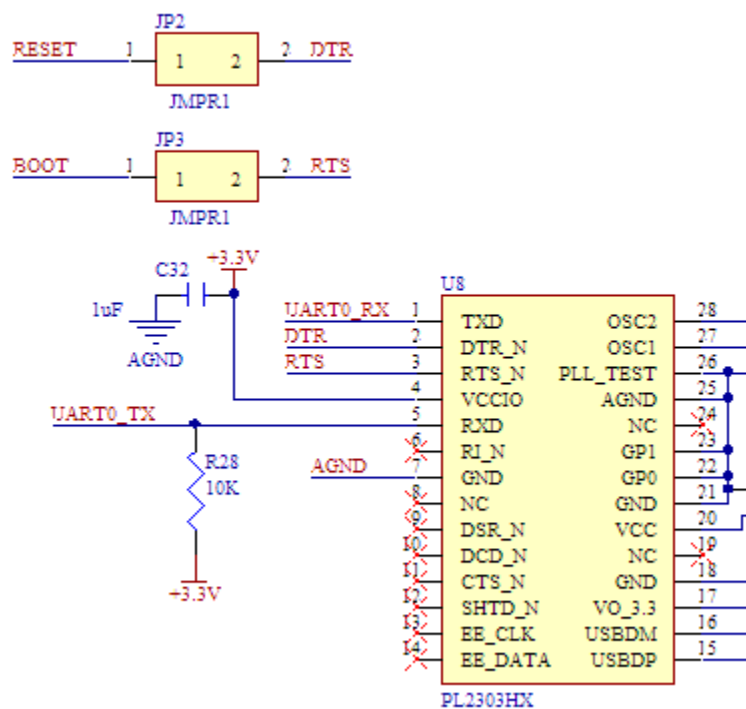 JP2
RESET 1 1 2 2 DTR
JMPR1
JP3
BOOT 1 1 2 2 RTS
JMPR1
+3.3V
C32
1uF
AGND
U8
UART0_RX 1 TXD OSC2 28
DTR 2 DTR_N OSC1 27
RTS 3 RTS_N PLL_TEST 26
4 VCCIO AGND 25
UART0_TX 5 RXD NC 24
6 RI_N GP1 23
AGND 7 GND GP0 22
8 NC GND 21
9 DSR_N VCC 20
10 DCD_N NC 19
11 CTS_N GND 18
12 SHTD_N VO_3.3 17
13 EE_CLK USBDM 16
14 EE_DATA USBDP 15
R28
10K
+3.3V
PL2303HX